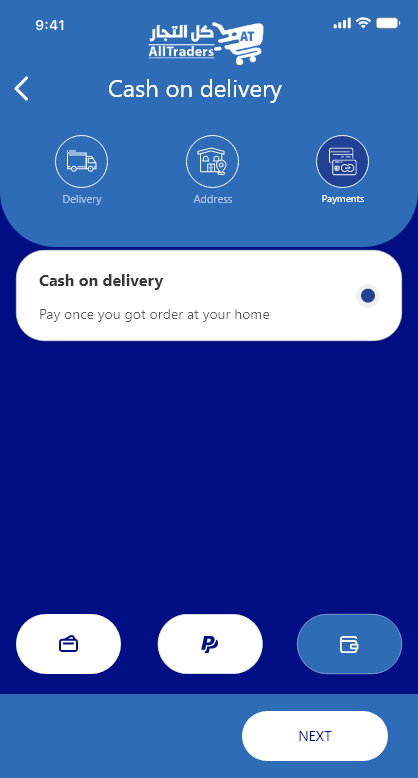 9:41
كل التجار
AT
AllTraders
Cash on delivery
Delivery
Address
Payments
Cash on delivery
Pay once you got order at your home
NEXT